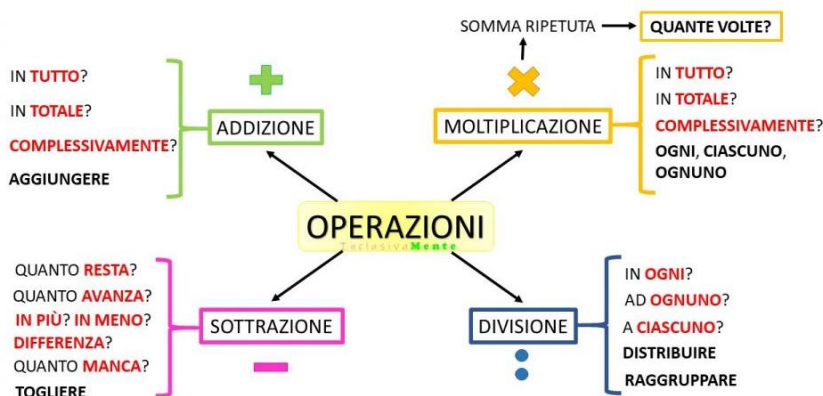 SOMMA RIPETUTA
QUANTE VOLTE?
IN TUTTO?
IN TOTALE?
COMPLESSIVAMENTE?
AGGIUNGERE
ADDIZIONE
MOLTIPLICAZIONE
IN TUTTO?
IN TOTALE?
COMPLESSIVAMENTE?
OGNI, CIASCUNO,
OGNUNO
OPERAZIONI
InclusivaMente
QUANTO RESTA?
QUANTO AVANZA?
IN PIÙ? IN MENO?
DIFFERENZA?
QUANTO MANCA?
TOGLIERE
SOTTRAZIONE
DIVISIONE
IN OGNI?
AD OGNUNO?
A CIASCUNO?
DISTRIBUIRE
RAGGRUPPARE